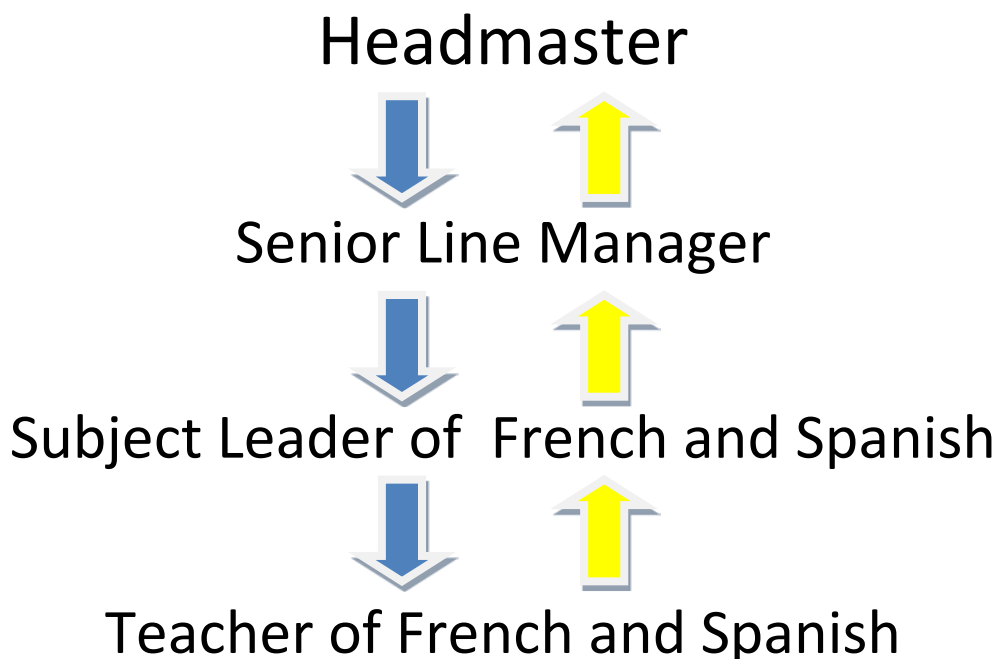 Headmaster
Senior Line Manager
Subject Leader of  French and Spanish
Teacher of French and Spanish